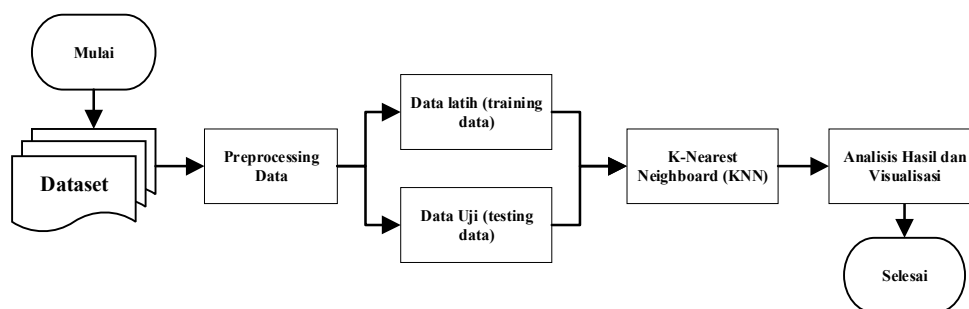 Mulai
Dataset
Preprocessing
Data
Data latih (training
data)
Data Uji (testing
data)
K-Nearest
Neighboard (KNN)
Analisis Hasil dan
Visualisasi
Selesai